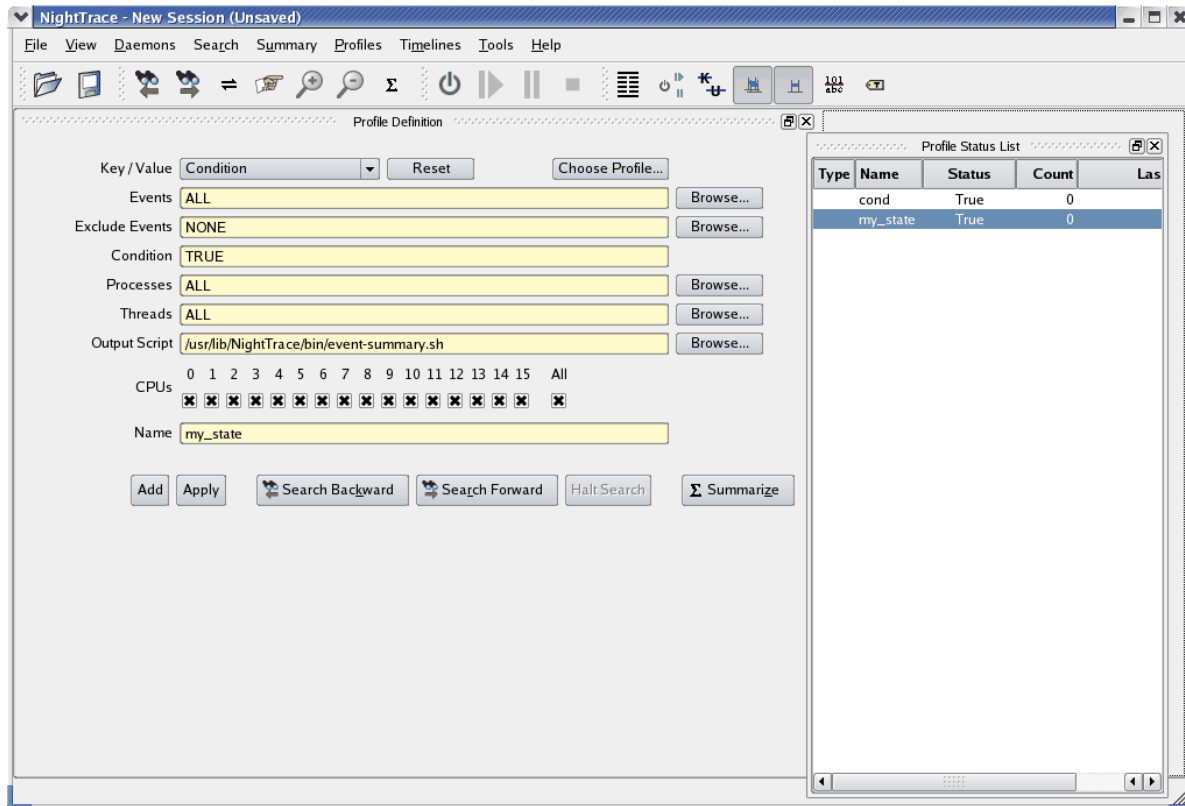 NightTrace - New Session (Unsaved)
File View Daemons Search Summary Profiles Timelines Tools Help
Σ K U 101 abc T
Profile Definition
Key / Value Condition Reset Choose Profile...
Events ALL Browse...
Exclude Events NONE Browse...
Condition TRUE
Processes ALL Browse...
Threads ALL Browse...
Output Script /usr/lib/NightTrace/bin/event-summary.sh Browse...
0 1 2 3 4 5 6 7 8 9 10 11 12 13 14 15 All
CPUs
Name my_state
Add Apply Search Backward Search Forward Halt Search Σ Summarize
Profile Status List
Type Name Status Count Las
cond True 0
my_state True 0